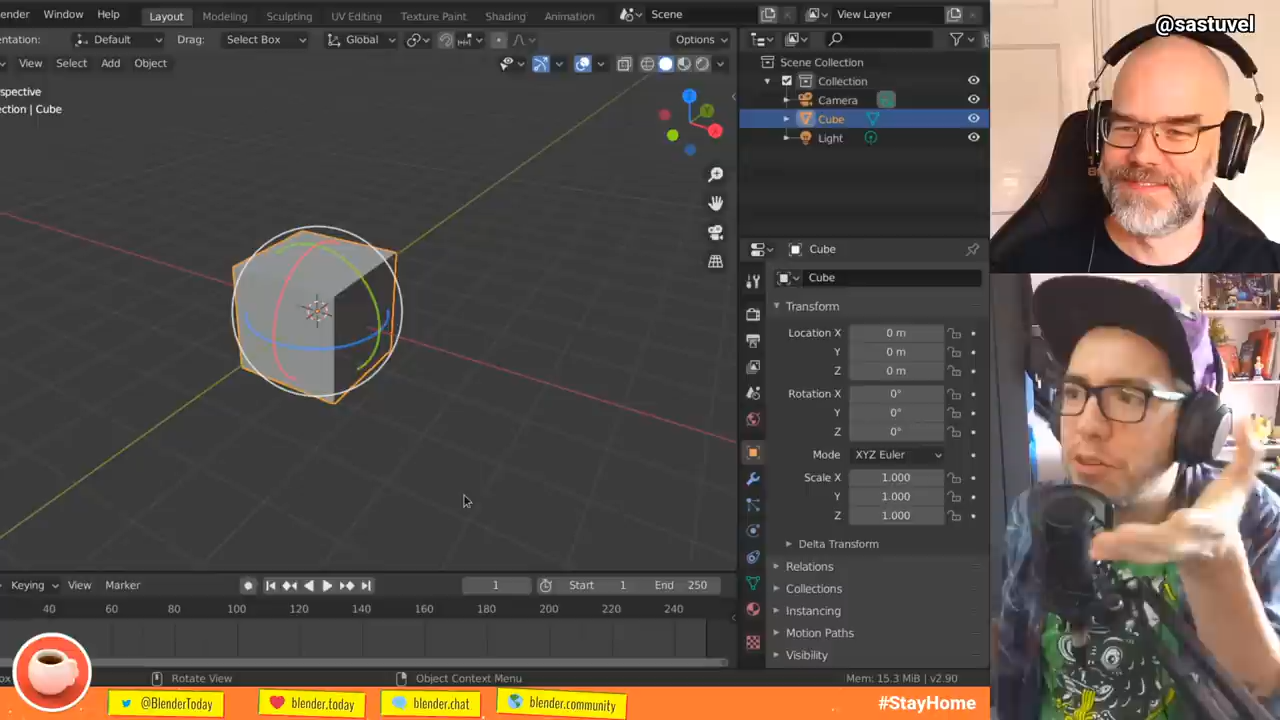 ender Window Help Layout Modeling Sculpting UV Editing Texture Paint Shading Animation Scene View Layer
@sastuvel
ntation: Default Drag: Select Box Global Options
View Select Add Object
spective
ection | Cube
Scene Collection
Collection
Camera
Cube
Light
Cube
Cube
Transform
Location X 0 m
Y 0 m
Z 0 m
Rotation X 0°
Y 0°
Z 0°
Mode XYZ Euler
Scale X 1.000
Y 1.000
Z 1.000
Delta Transform
Relations
Collections
Instancing
Motion Paths
Visibility
Keying View Marker 1 Start 1 End 250
40 60 80 100 120 140 160 180 200 220 240
ox Rotate View Object Context Menu Mem: 15.3 MiB | v2.90
@BlenderToday blender.today blender.chat blender.community #StayHome